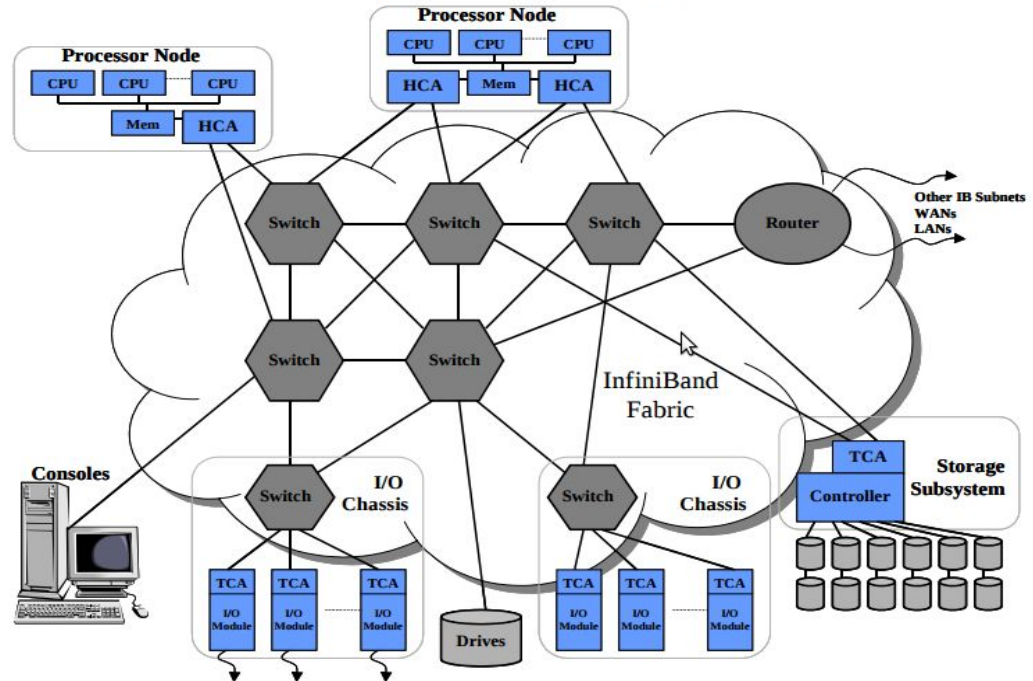 Processor Node
CPU CPU CPU
Mem
HCA
Processor Node
CPU CPU CPU
HCA Mem HCA
Switch Switch Switch Router
Other IB Subnets
WANs
LANs
Switch Switch
InfiniBand
Fabric
Consoles
Switch
I/O
Chassis
TCA TCA TCA
I/O
Module
I/O
Module
I/O
Module
Drives
Switch
I/O
Chassis
TCA TCA TCA
I/O
Module
I/O
Module
I/O
Module
TCA
Controller
Storage
Subsystem